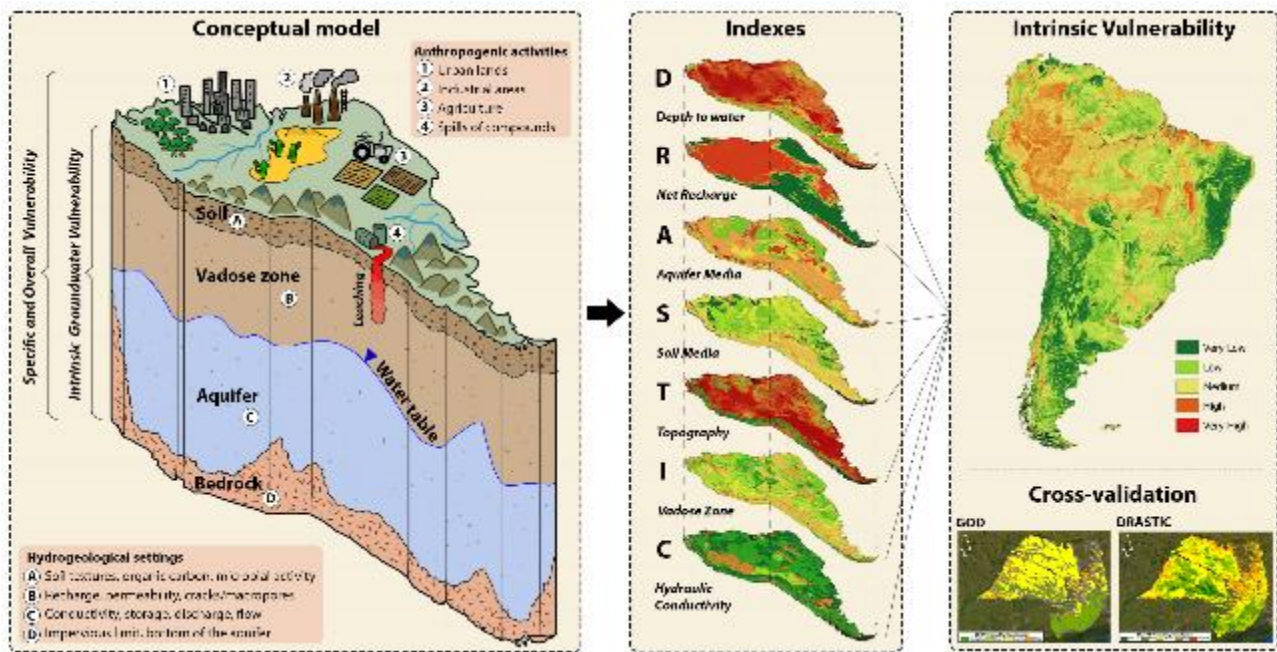 Conceptual model
Anthropogenic activities
1 Urban lands
2 Industrial areas
3 Agriculture
4 Spills of compounds
1
2
3
4
Specific and Overall Vulnerability
Intrinsic Groundwater Vulnerability
Soil A
Vadose zone
B
Leaching
Water table
Aquifer
C
Bedrock
D
Hydrogeological settings
A Soil textures, organic carbon, microbial activity
B Recharge, permeability, cracks/macropores
C Conductivity, storage, discharge, flow
D Impervious limit, bottom of the aquifer
Indexes
D
Depth to water
R
Net Recharge
A
Aquifer Media
S
Soil Media
T
Topography
I
Vadose Zone
C
Hydraulic
Conductivity
Intrinsic Vulnerability
Very Low
Low
Medium
High
Very High
Cross-validation
GOD
DRASTIC